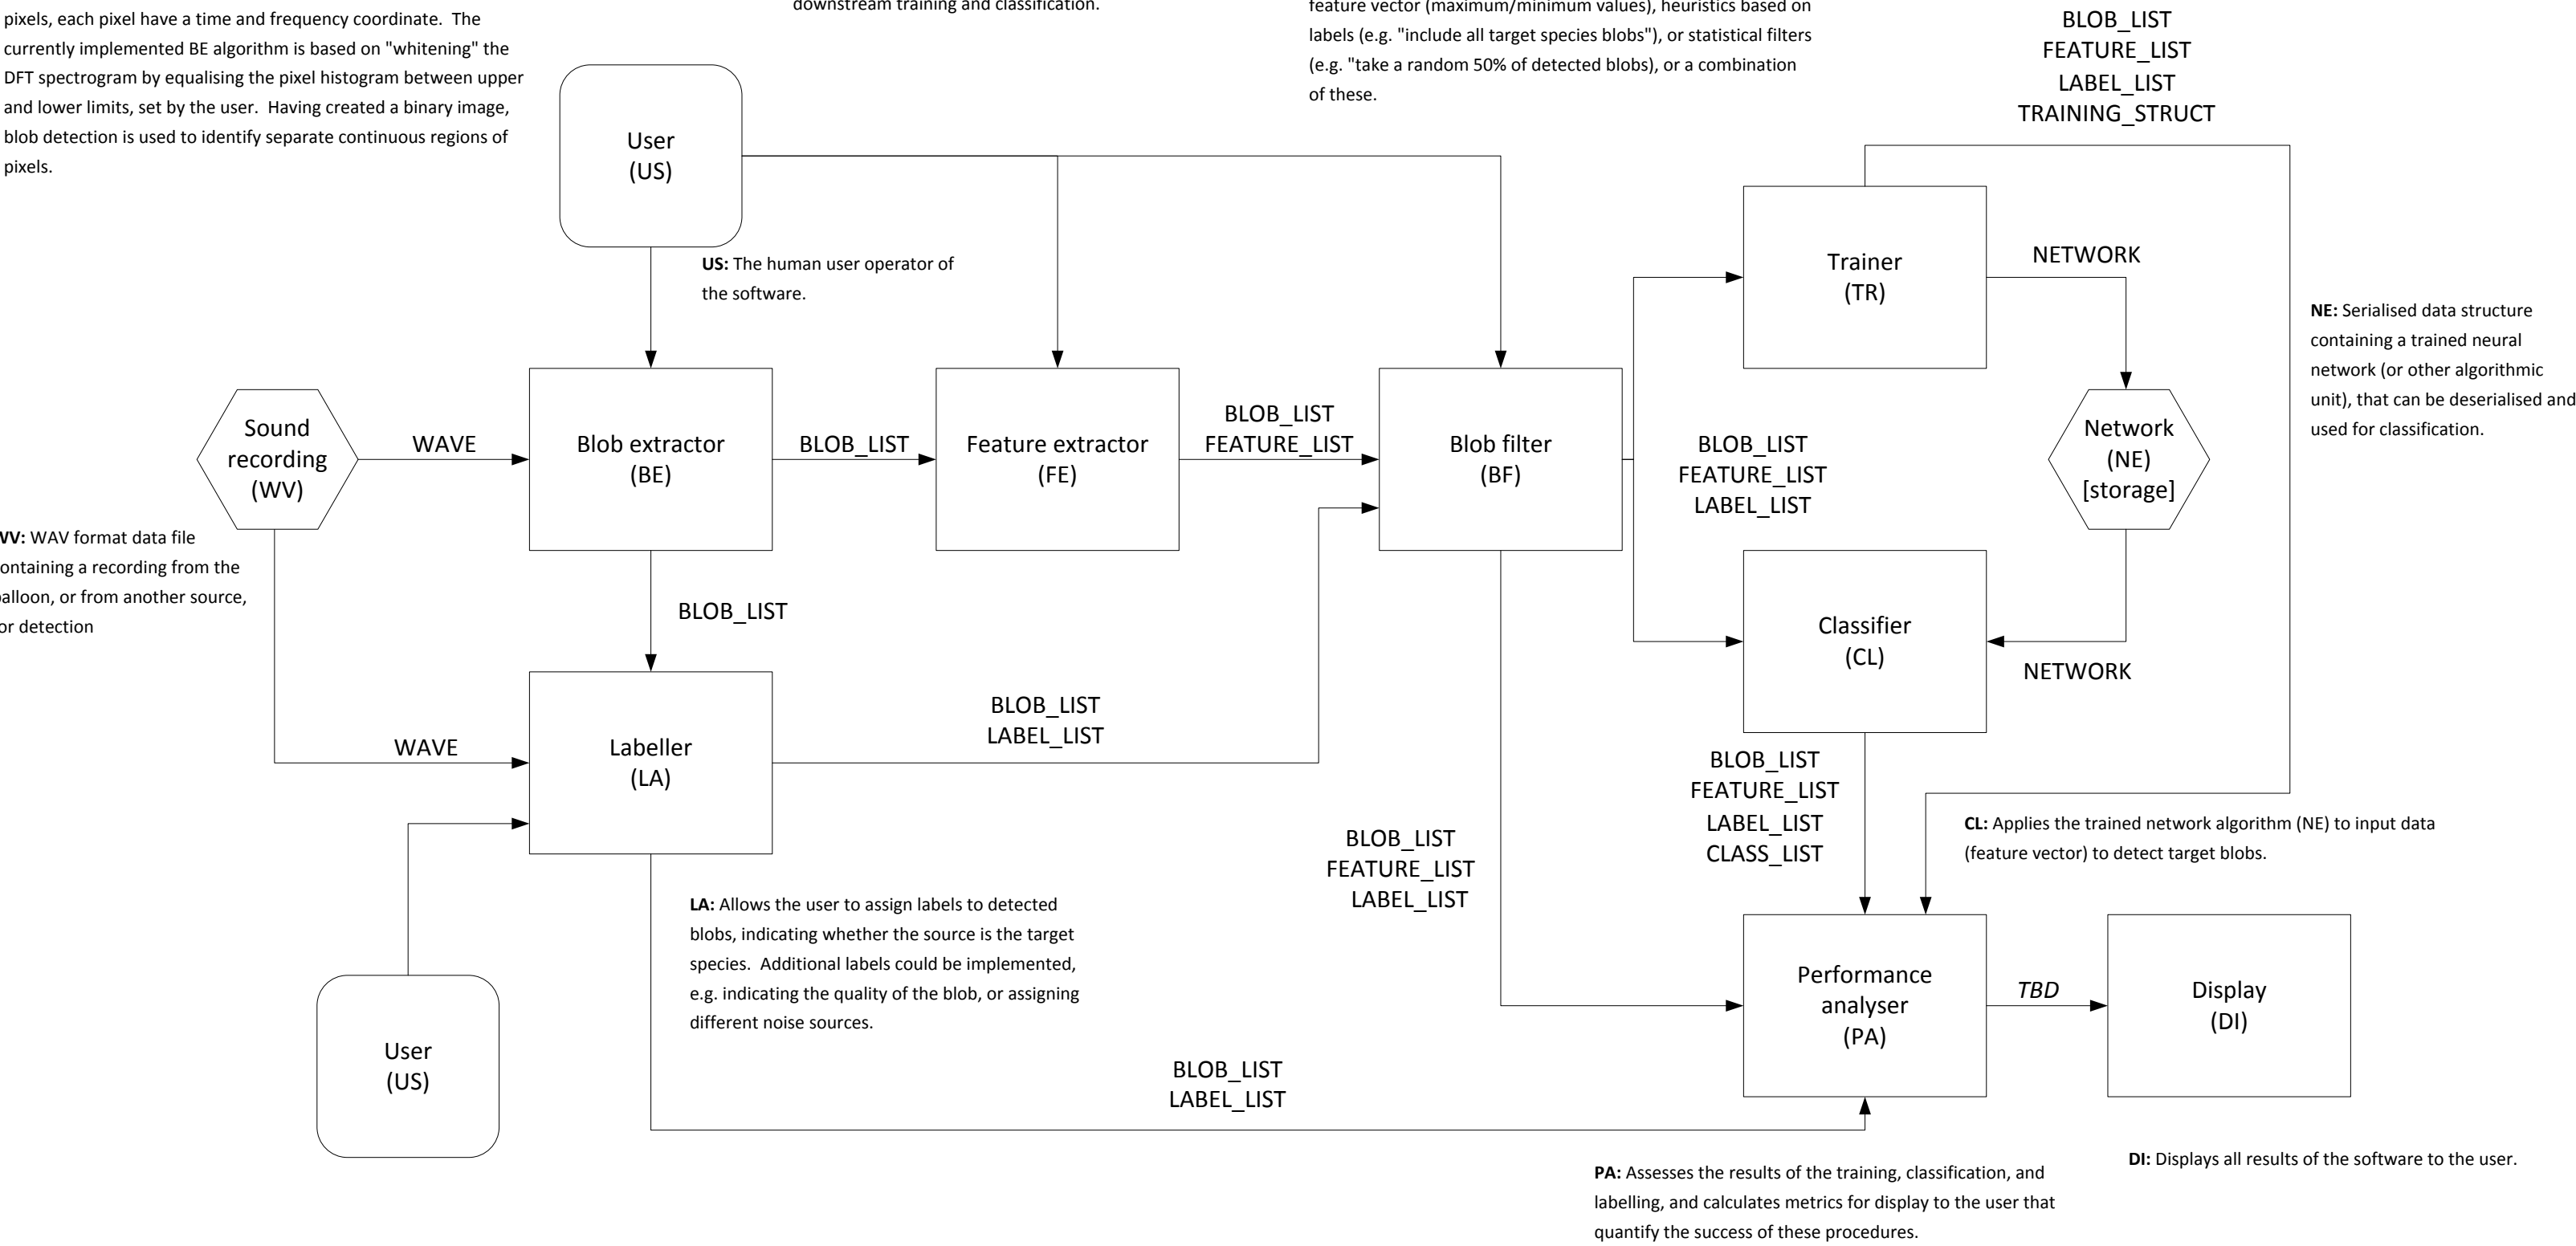 pixels, each pixel have a time and frequency coordinate.  The
currently implemented BE algorithm is based on "whitening" the
DFT spectrogram by equalising the pixel histogram between upper
and lower limits, set by the user.  Having created a binary image,
blob detection is used to identify separate continuous regions of
pixels.
downstream training and classification.
feature vector (maximum/minimum values), heuristics based on
labels (e.g. "include all target species blobs"), or statistical filters
(e.g. "take a random 50% of detected blobs), or a combination
of these.
BLOB_LIST
FEATURE_LIST
LABEL_LIST
TRAINING_STRUCT
User
(US)
US: The human user operator of
the software.
Trainer
(TR)
NETWORK
NE: Serialised data structure
containing a trained neural
network (or other algorithmic
unit), that can be deserialised and
used for classification.
Sound
recording
(WV)
WAVE
Blob extractor
(BE)
BLOB_LIST
Feature extractor
(FE)
BLOB_LIST
FEATURE_LIST
Blob filter
(BF)
BLOB_LIST
FEATURE_LIST
LABEL_LIST
Network
(NE)
[storage]
WV: WAV format data file
containing a recording from the
balloon, or from another source,
for detection
BLOB_LIST
Classifier
(CL)
NETWORK
WAVE
Labeller
(LA)
BLOB_LIST
LABEL_LIST
BLOB_LIST
FEATURE_LIST
LABEL_LIST
CLASS_LIST
CL: Applies the trained network algorithm (NE) to input data
(feature vector) to detect target blobs.
BLOB_LIST
FEATURE_LIST
LABEL_LIST
LA: Allows the user to assign labels to detected
blobs, indicating whether the source is the target
species.  Additional labels could be implemented,
e.g. indicating the quality of the blob, or assigning
different noise sources.
User
(US)
Performance
analyser
(PA)
TBD
Display
(DI)
BLOB_LIST
LABEL_LIST
PA: Assesses the results of the training, classification, and
labelling, and calculates metrics for display to the user that
quantify the success of these procedures.
DI: Displays all results of the software to the user.